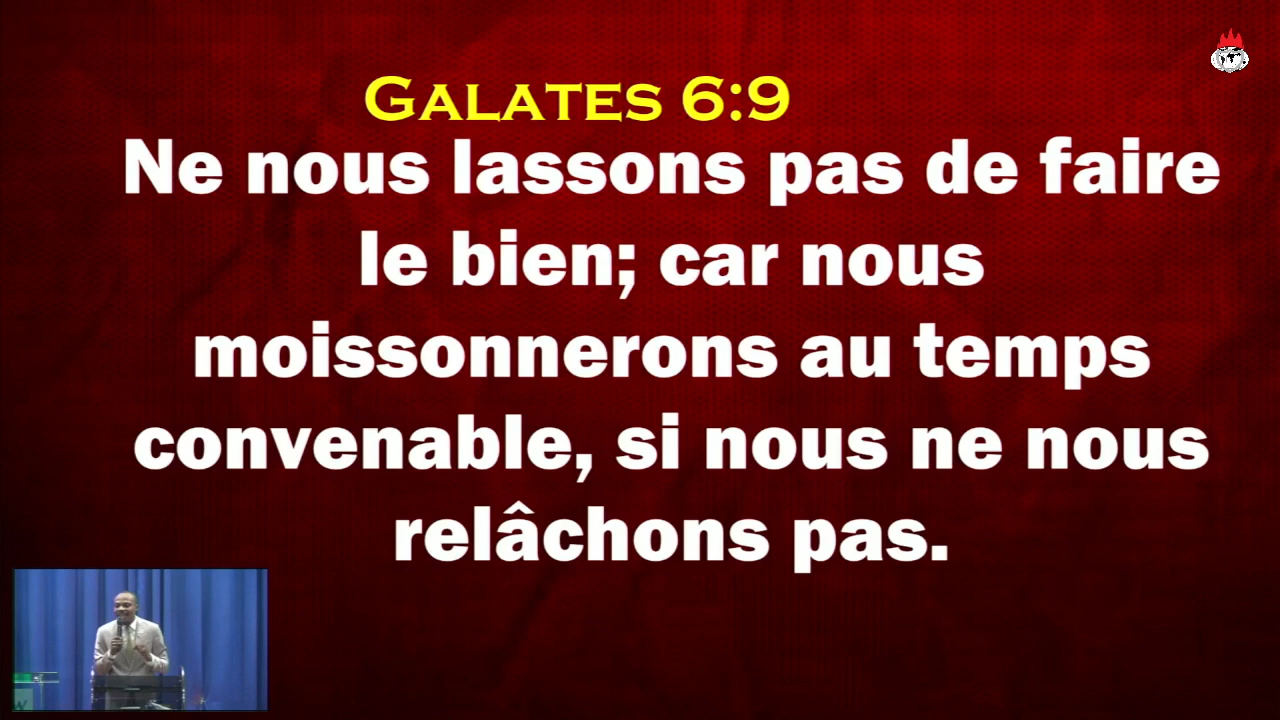 GALATES 6:9
Ne nous lassons pas de faire
le bien; car nous
moissonnerons au temps
convenable, si nous ne nous
relâchons pas.